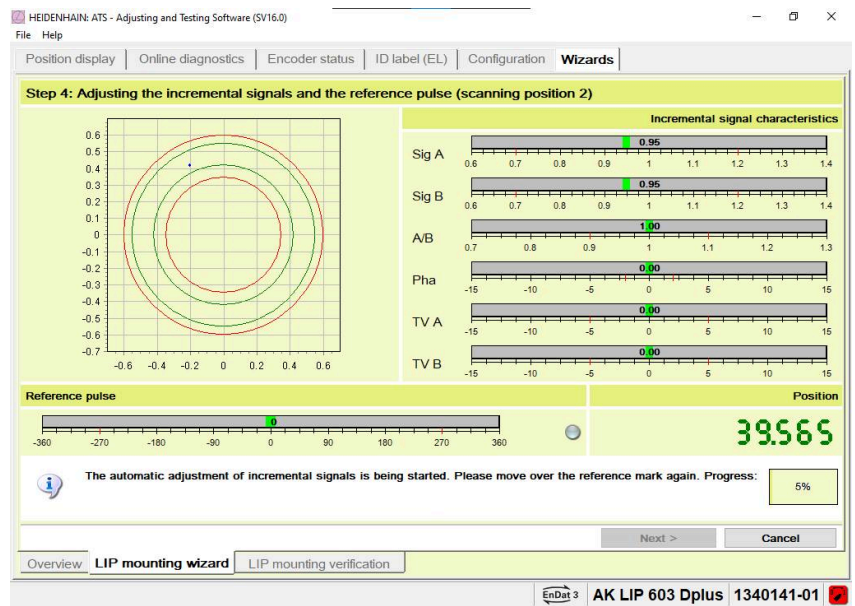 HEIDENHAIN: ATS - Adjusting and Testing Software (SV16.0)
File Help
Position display Online diagnostics Encoder status ID label (EL) Configuration Wizards
Step 4: Adjusting the incremental signals and the reference pulse (scanning position 2)
Incremental signal characteristics
0.6
0.5
0.4
0.3
0.2
0.1
0
-0.1
-0.2
-0.3
-0.4
-0.5
-0.6
-0.7
-0.6 -0.4 -0.2 0 0.2 0.4 0.6
Sig A 0.95
0.6 0.7 0.8 0.9 1 1.1 1.2 1.3 1.4
Sig B 0.95
0.6 0.7 0.8 0.9 1 1.1 1.2 1.3 1.4
A/B 1.00
0.7 0.8 0.9 1 1.1 1.2 1.3
Pha 0.00
-15 -10 -5 0 5 10 15
TV A 0.00
-15 -10 -5 0 5 10 15
TV B 0.00
-15 -10 -5 0 5 10 15
Reference pulse
0
-360 -270 -180 -90 0 90 180 270 360
Position
39.565
The automatic adjustment of incremental signals is being started. Please move over the reference mark again. Progress:
5%
Next > Cancel
Overview LIP mounting wizard LIP mounting verification
EnDat 3 AK LIP 603 Dplus 1340141-01